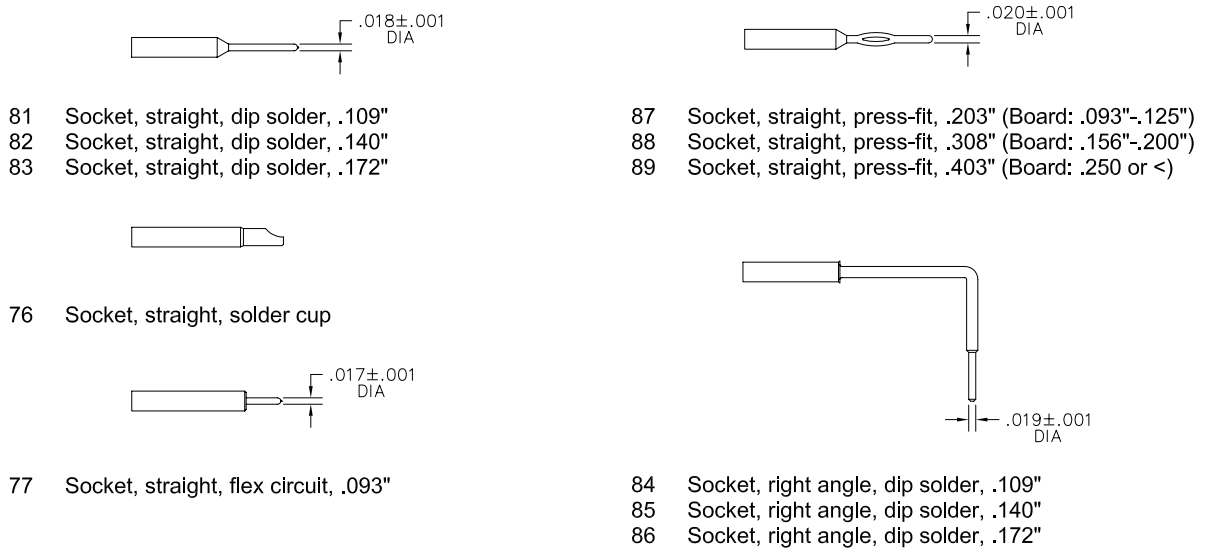 .018±.001
DIA
81 Socket, straight, dip solder, .109"
82 Socket, straight, dip solder, .140"
83 Socket, straight, dip solder, .172"
76 Socket, straight, solder cup
.017±.001
DIA
77 Socket, straight, flex circuit, .093"
.020±.001
DIA
87 Socket, straight, press-fit, .203" (Board: .093"-.125")
88 Socket, straight, press-fit, .308" (Board: .156"-.200")
89 Socket, straight, press-fit, .403" (Board: .250 or <)
.019±.001
DIA
84 Socket, right angle, dip solder, .109"
85 Socket, right angle, dip solder, .140"
86 Socket, right angle, dip solder, .172"